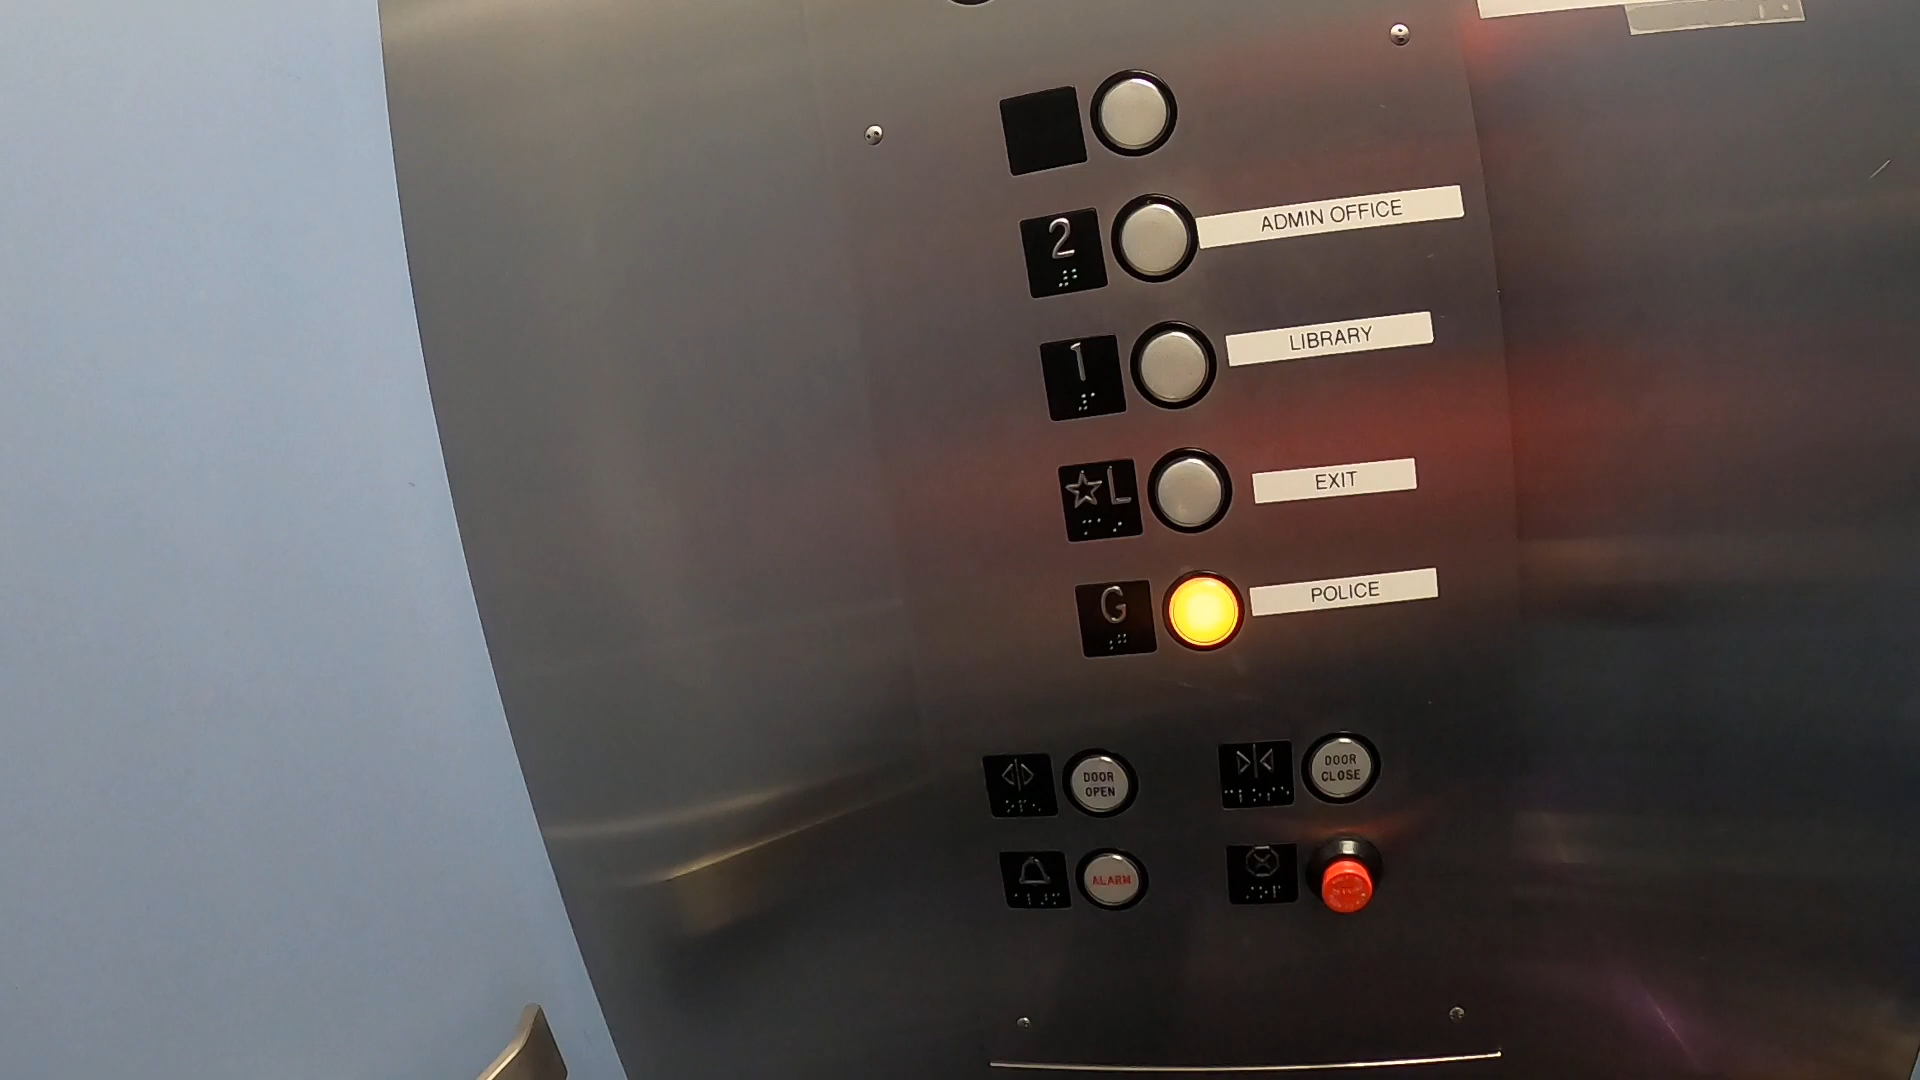 2 ADMIN OFFICE
1 LIBRARY
☆L EXIT
G POLICE
DOOR
OPEN
DOOR
CLOSE
ALARM